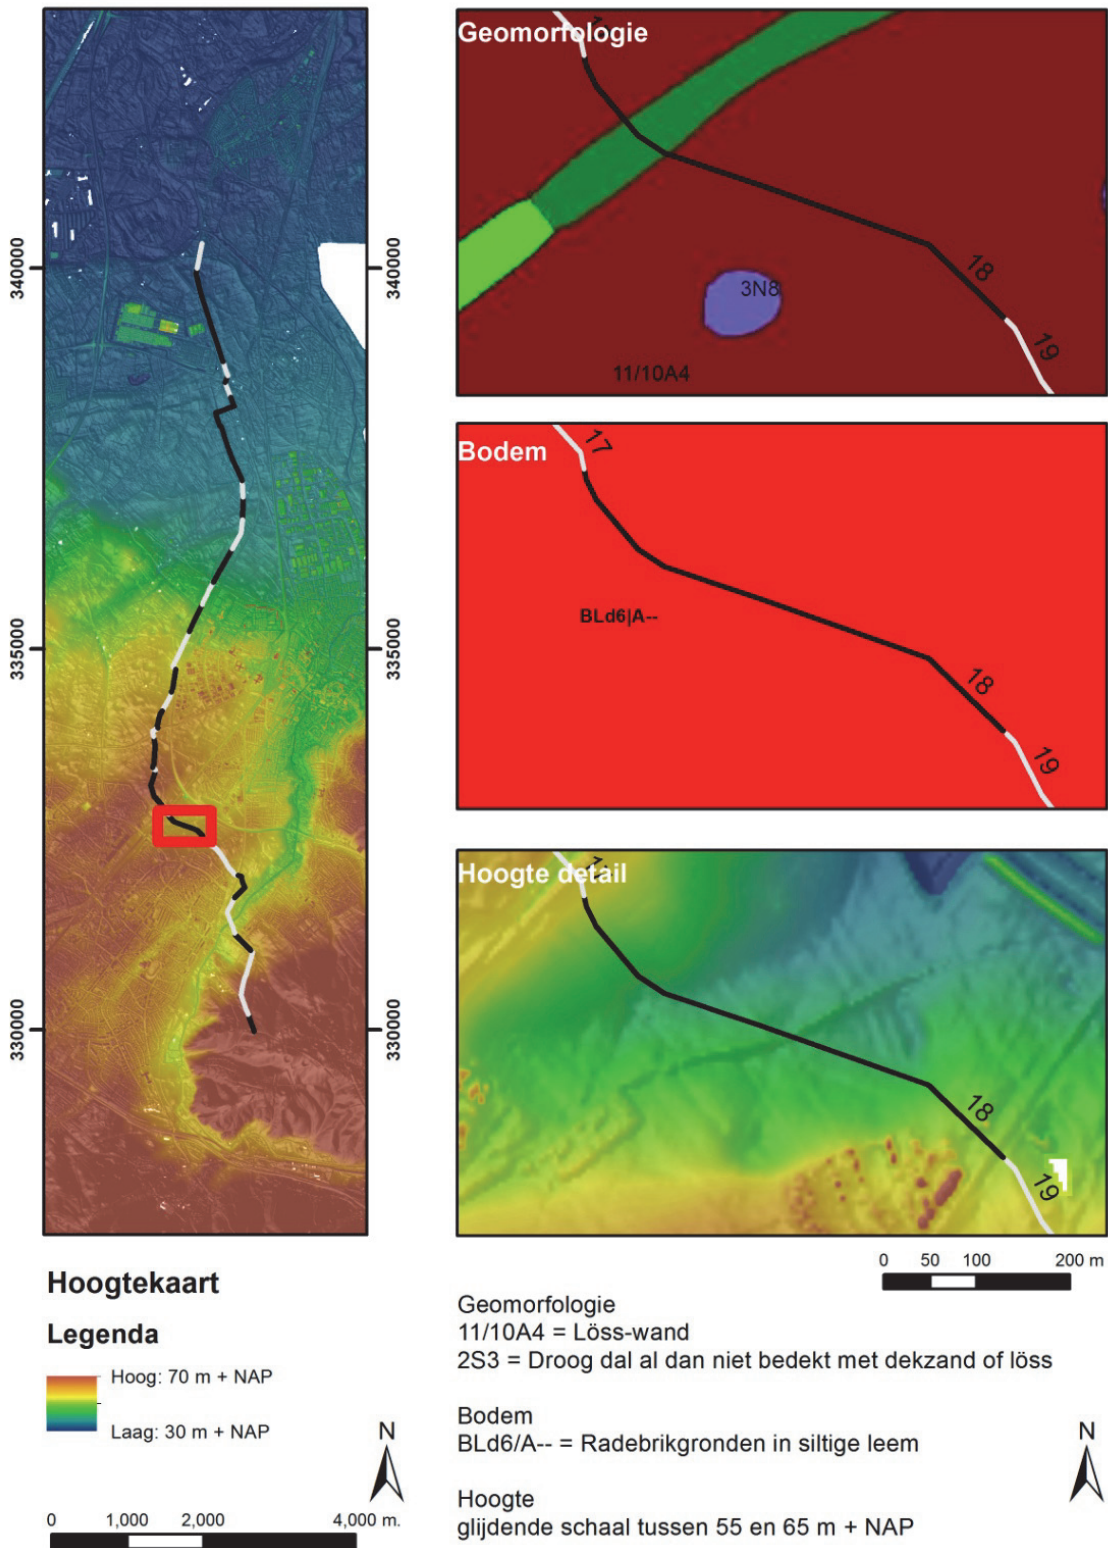 340000
340000
335000
335000
330000
330000
Geomorfologie
18
19
3N8
11/10A4
Bodem
17
BLd6|A--
18
19
Hoogte detail
18
19
0 50 100 200 m
Hoogtekaart
Legenda
Hoog: 70 m + NAP
Laag: 30 m + NAP
N
0 1,000 2,000 4,000 m.
Geomorfologie
11/10A4 = Löss-wand
2S3 = Droog dal al dan niet bedekt met dekzand of löss
Bodem
BLd6/A-- = Radebrikgronden in siltige leem
Hoogte
glijdende schaal tussen 55 en 65 m + NAP
N